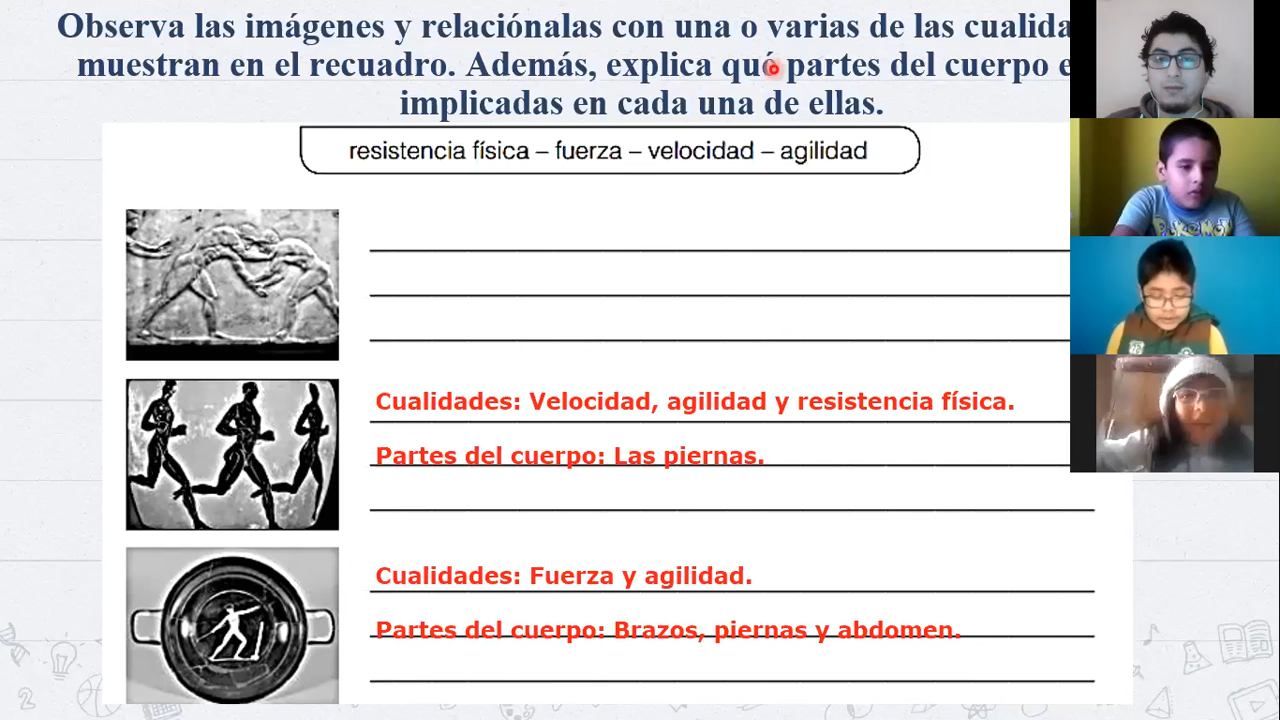 Observa las imágenes y relaciónalas con una o varias de las
muestran en el recuadro. Además, explica qué partes del cuerpo
implicadas en cada una de ellas.
resistencia física – fuerza – velocidad – agilidad
Cualidades: Velocidad, agilidad y resistencia física.
Partes del cuerpo: Las piernas.
Cualidades: Fuerza y agilidad.
Partes del cuerpo: Brazos, piernas y abdomen.
POKEMON